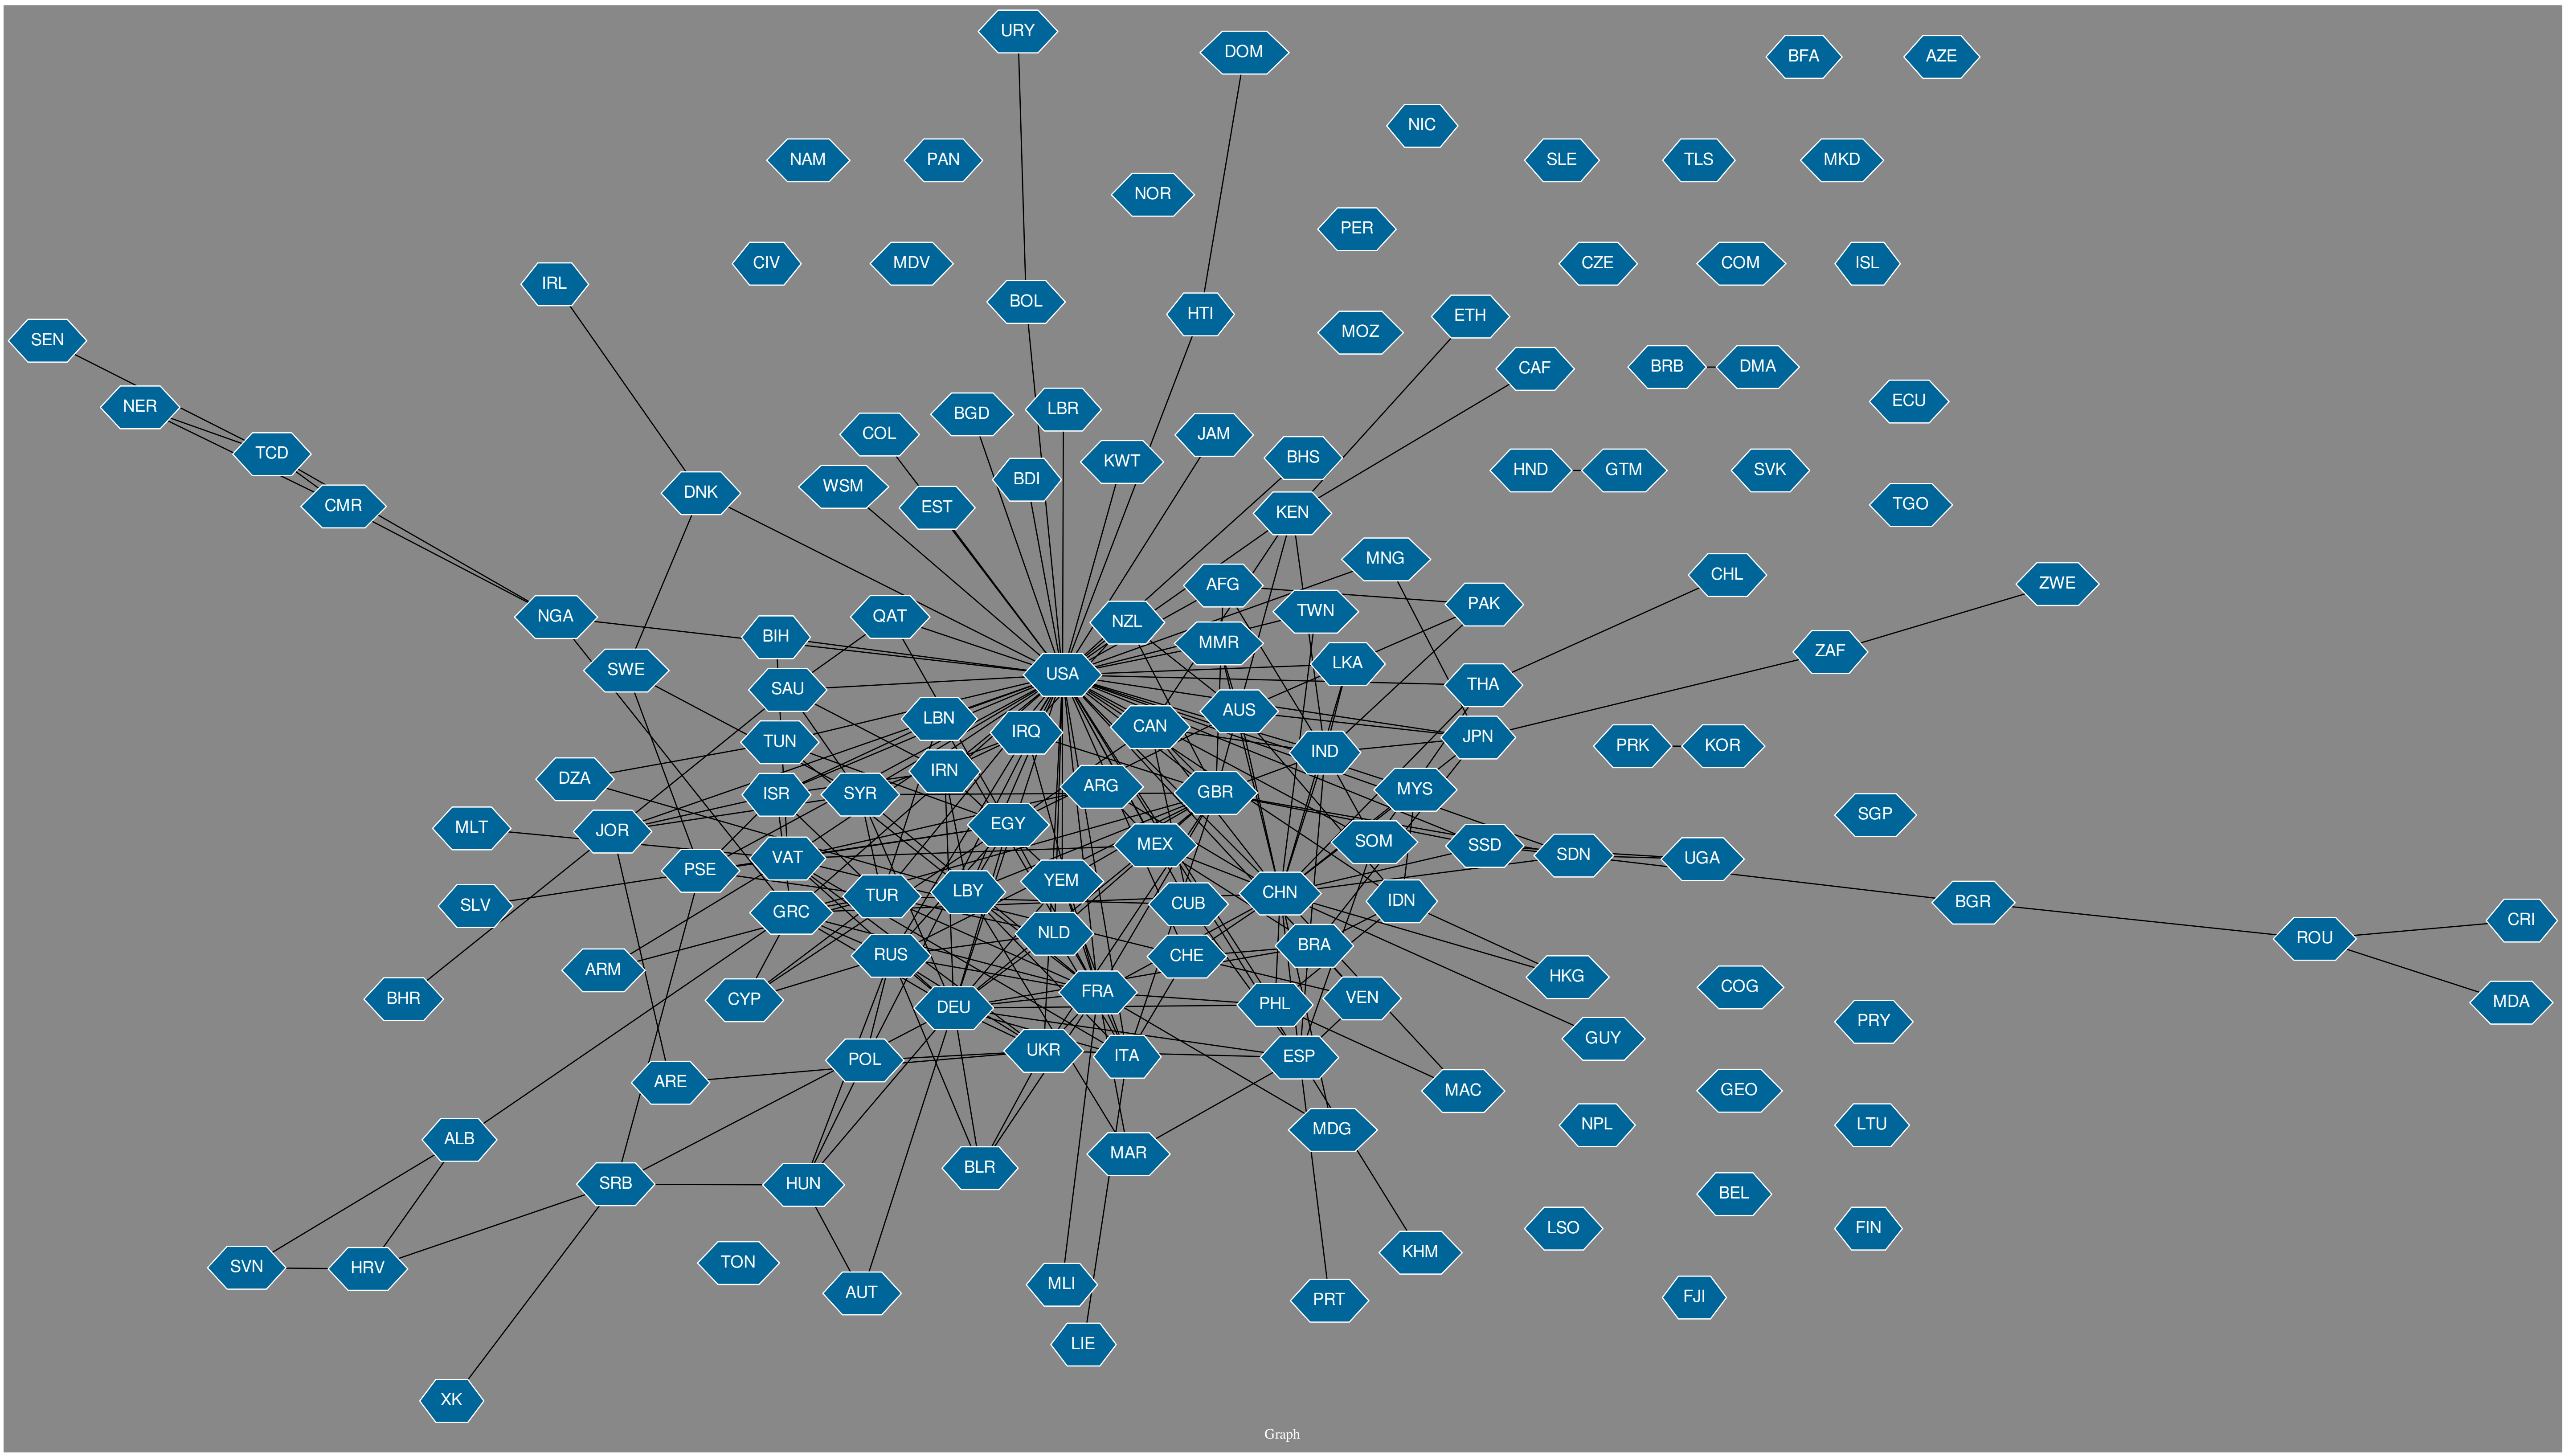 URY
DOM
BFA
AZE
NIC
NAM
PAN
SLE
TLS
MKD
NOR
PER
CIV
MDV
CZE
COM
ISL
IRL
BOL
HTI
ETH
MOZ
SEN
CAF
BRB
DMA
ECU
NER
BGD
LBR
COL
JAM
TCD
KWT
BHS
HND
GTM
SVK
BDI
WSM
DNK
CMR
EST
KEN
TGO
MNG
CHL
AFG
ZWE
PAK
TWN
NGA
QAT
NZL
BIH
MMR
ZAF
LKA
SWE
USA
THA
SAU
AUS
LBN
CAN
IRQ
JPN
TUN
IND
PRK
KOR
IRN
DZA
ARG
GBR
MYS
ISR
SYR
SGP
EGY
MLT
JOR
SOM
MEX
SSD
SDN
VAT
UGA
PSE
YEM
LBY
CHN
TUR
IDN
BGR
CUB
SLV
GRC
CRI
NLD
ROU
BRA
RUS
CHE
ARM
HKG
COG
FRA
BHR
CYP
VEN
MDA
PHL
DEU
PRY
GUY
UKR
ITA
ESP
POL
ARE
MAC
GEO
NPL
LTU
MDG
ALB
MAR
BLR
SRB
HUN
BEL
LSO
FIN
KHM
TON
SVN
HRV
MLI
AUT
FJI
PRT
LIE
XK
Graph